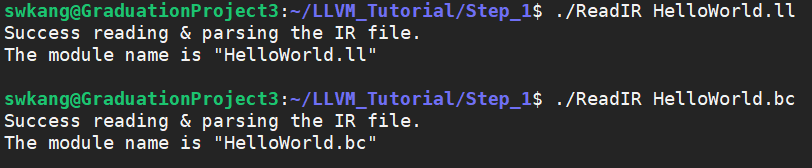 swkang@GraduationProject3:~/LLVM_Tutorial/Step_1$ ./ReadIR HelloWorld.ll
Success reading & parsing the IR file.
The module name is "HelloWorld.ll"
swkang@GraduationProject3:~/LLVM_Tutorial/Step_1$ ./ReadIR HelloWorld.bc
Success reading & parsing the IR file.
The module name is "HelloWorld.bc"